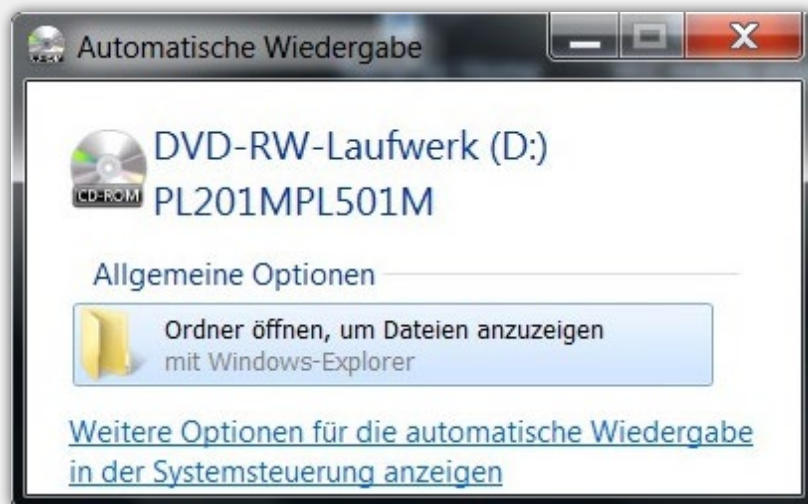 Automatische Wiedergabe
DVD-RW-Laufwerk (D:)
CD-ROM
PL201MPL501M
Allgemeine Optionen
Ordner öffnen, um Dateien anzuzeigen
mit Windows-Explorer
Weitere Optionen für die automatische Wiedergabe
in der Systemsteuerung anzeigen